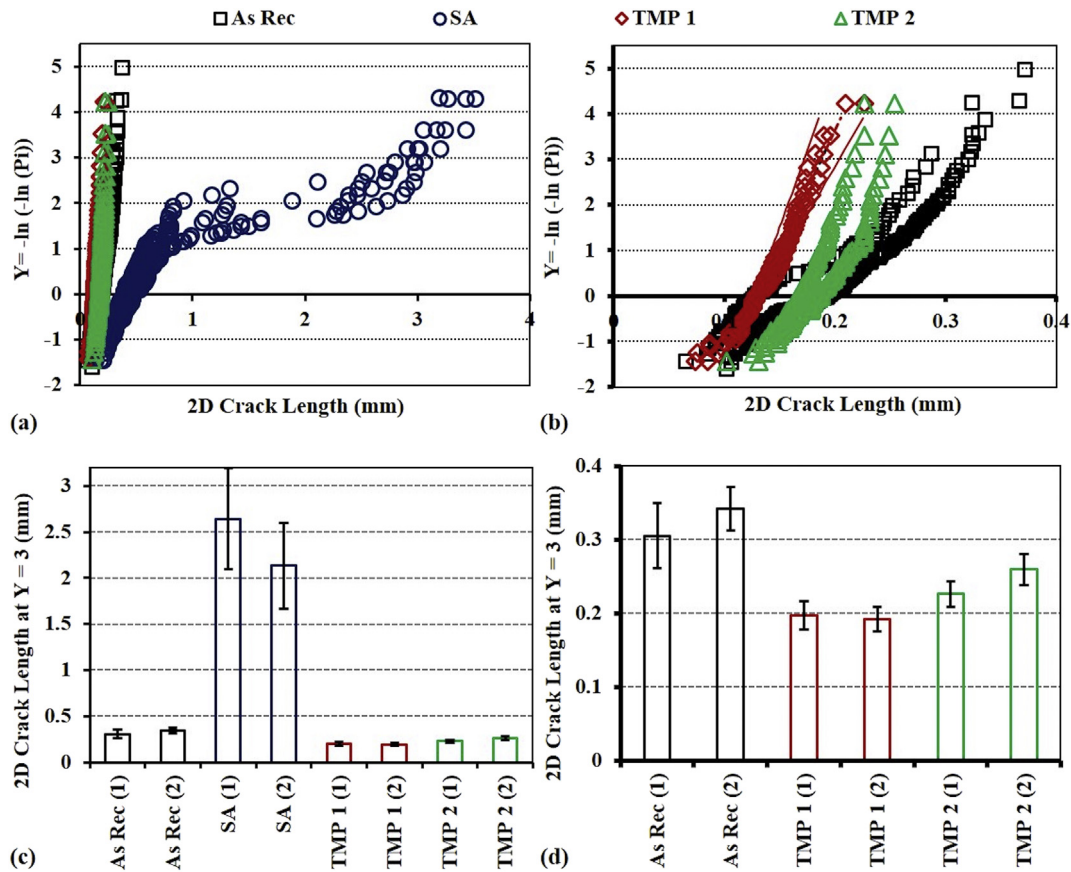 As Rec SA TMP 1 TMP 2
5
4
3
2
1
0
-1
-2
0 1 2 3 4
Y= -ln (-ln (Pi))
2D Crack Length (mm)
(a)
5
4
3
2
1
0
-1
-2
0 0.1 0.2 0.3 0.4
Y= -ln (-ln (Pi))
2D Crack Length (mm)
(b)
3
2.5
2
1.5
1
0.5
0
2D Crack Length at Y = 3 (mm)
As Rec (1)
As Rec (2)
SA (1)
SA (2)
TMP 1 (1)
TMP 1 (2)
TMP 2 (1)
TMP 2 (2)
(c)
0.4
0.3
0.2
0.1
0
2D Crack Length at Y = 3 (mm)
As Rec (1)
As Rec (2)
TMP 1 (1)
TMP 1 (2)
TMP 2 (1)
TMP 2 (2)
(d)